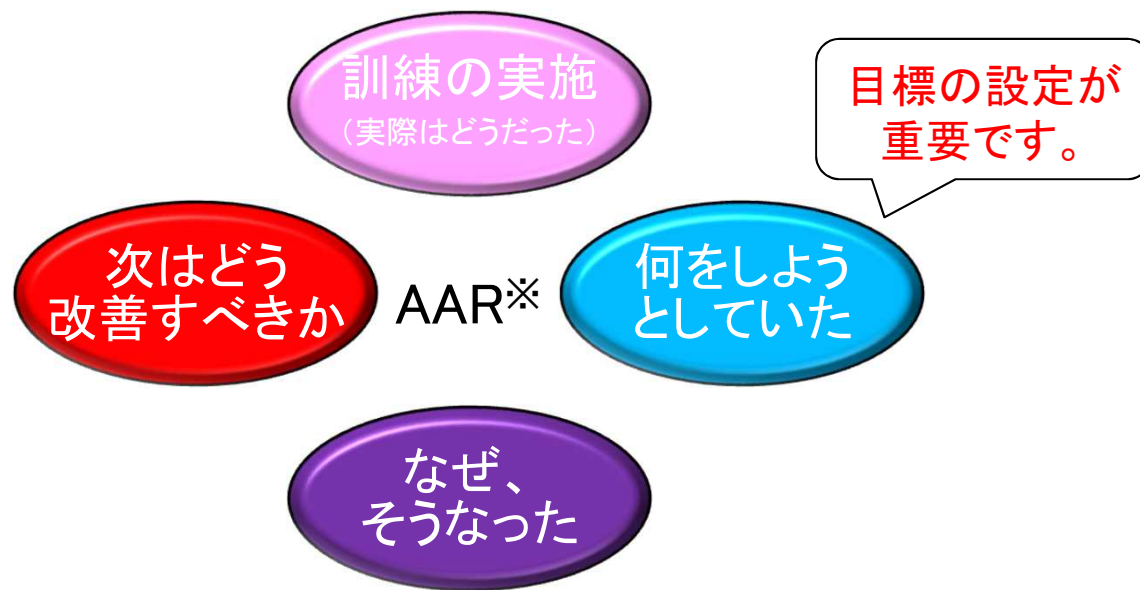 訓練の実施
（実際はどうだった）
目標の設定が
重要です。
次はどう
改善すべきか
AAR※
何をしよう
としていた
なぜ、
そうなった